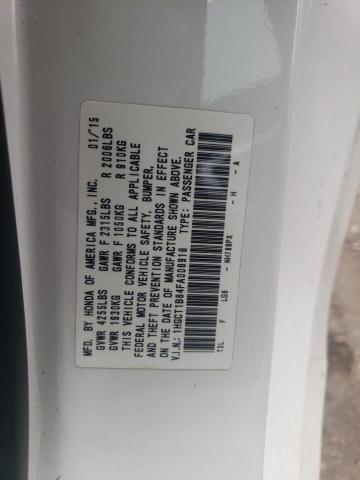 MFD. BY HONDA OF AMERICA MFG., INC. 01/'15
GVWR 4255LBS GAWR F 2315LBS R 2006LBS
GVWR 1930KG GAWR F 1050KG R 910KG
THIS VEHICLE CONFORMS TO ALL APPLICABLE
FEDERAL MOTOR VEHICLE SAFETY, BUMPER,
AND THEFT PREVENTION STANDARDS IN EFFECT
ON THE DATE OF MANUFACTURE SHOWN ABOVE.
V.I.N.: 1HGCT1B84FA008918 TYPE: PASSENGER CAR
T3L F LGB - NH788PX - H - A